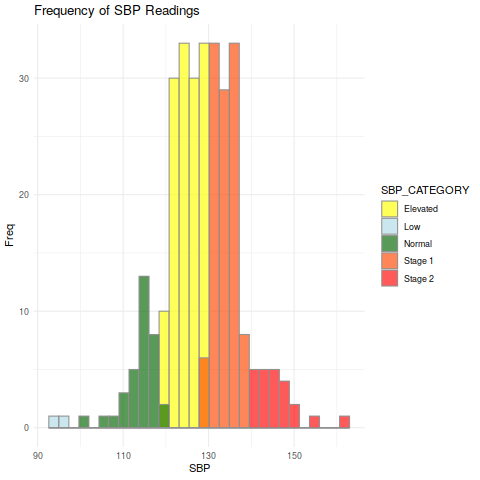 Frequency of SBP Readings
30
20
10
0
Freq
90 110 130 150
SBP
SBP_CATEGORY
Elevated
Low
Normal
Stage 1
Stage 2